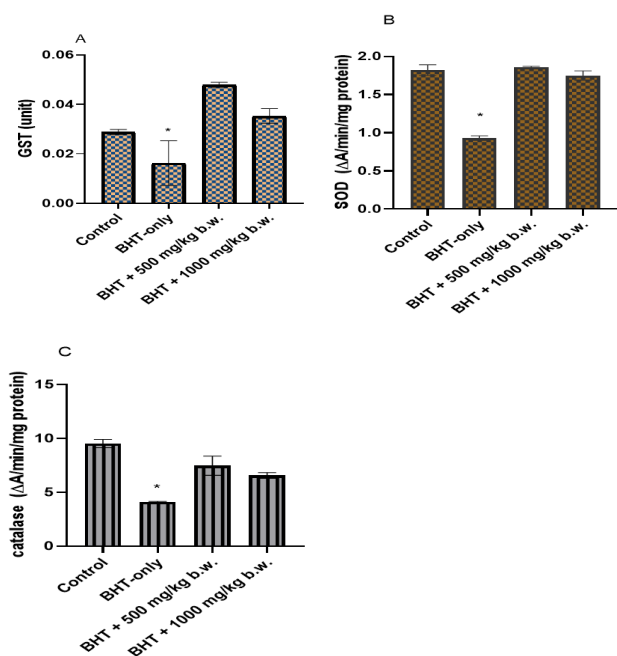 A
GST (unit)
0.06
0.04
0.02
0.00
*
Control
BHT-only
BHT + 500 mg/kg b.w.
BHT + 1000 mg/kg b.w.
B
SOD (ΔA/min/mg protein)
2.0
1.5
1.0
0.5
0.0
*
Control
BHT-only
BHT + 500 mg/kg b.w.
BHT + 1000 mg/kg b.w.
C
catalase (ΔA/min/mg protein)
15
10
5
0
*
Control
BHT-only
BHT + 500 mg/kg b.w.
BHT + 1000 mg/kg b.w.